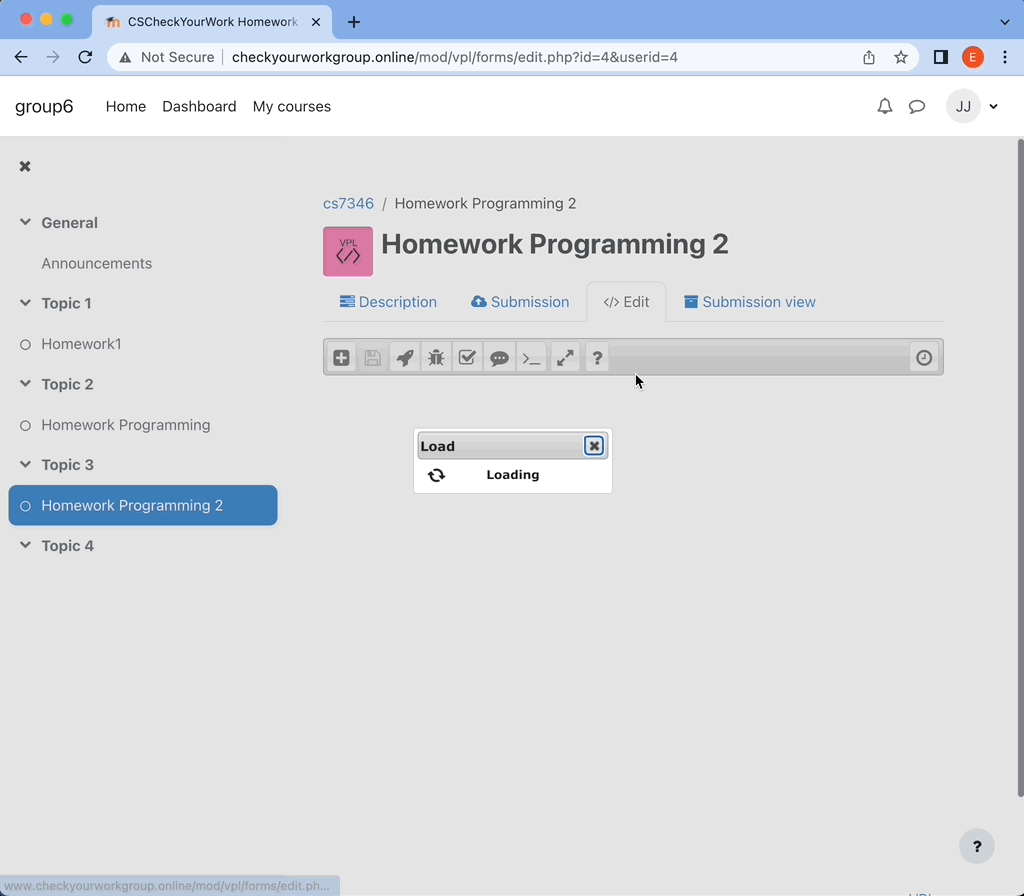 CSCheckYourWork Homework
Not Secure checkyourworkgroup.online/mod/vpl/forms/edit.php?id=4&userid=4
E
group6 Home Dashboard My courses
JJ
General
Announcements
Topic 1
Homework1
Topic 2
Homework Programming
Topic 3
Homework Programming 2
Topic 4
cs7346 / Homework Programming 2
VPL
Homework Programming 2
Description Submission </> Edit Submission view
>_ ?
Load
Loading
?
www.checkyourworkgroup.online/mod/vpl/forms/edit.ph...